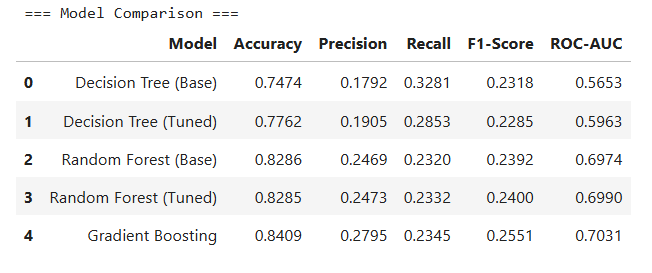 === Model Comparison ===
Model Accuracy Precision Recall F1-Score ROC-AUC
0 Decision Tree (Base) 0.7474 0.1792 0.3281 0.2318 0.5653
1 Decision Tree (Tuned) 0.7762 0.1905 0.2853 0.2285 0.5963
2 Random Forest (Base) 0.8286 0.2469 0.2320 0.2392 0.6974
3 Random Forest (Tuned) 0.8285 0.2473 0.2332 0.2400 0.6990
4 Gradient Boosting 0.8409 0.2795 0.2345 0.2551 0.7031